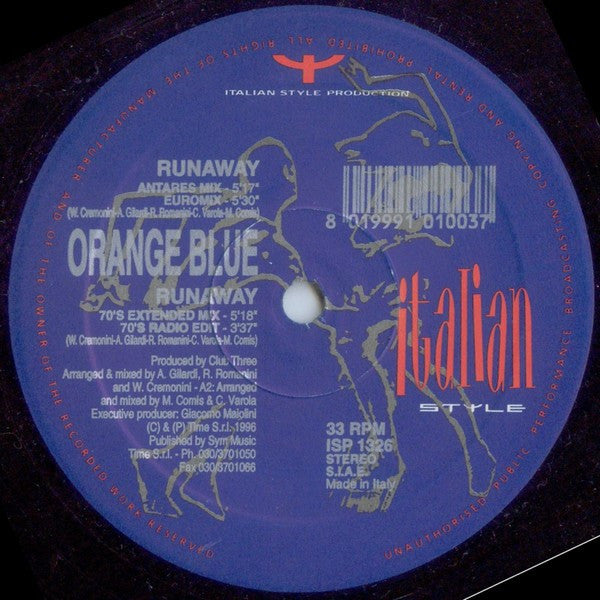 ITALIAN STYLE PRODUCTION
RUNAWAY
ANTARES MIX - 5'17"
EUROMIX - 5'30"
(W. Cremonini-A. Gilardi-R. Romanini-C. Varola-M. Comis)
8 019991 010037
ORANGE BLUE
RUNAWAY
70'S EXTENDED MIX - 5'18"
70'S RADIO EDIT - 3'37"
(W. Cremonini-A. Gilardi-R. Romanini-C. Varola-M. Comis)
italian
STYLE
Produced by Club Three
Arranged & mixed by A. Gilardi, R. Romanini
and W. Cremonini - A2: Arranged
and mixed by M. Comis & C. Varola
Executive producer: Giacomo Maiolini
(C) & (P) Time S.r.l. 1996
Published by Sym Music
Time S.r.l. - Ph. 030/3701050
Fax 030/3701066
33 RPM
ISP 1326
STEREO
S.I.A.E.
Made in Italy
ALL RIGHTS OF THE MANUFACTURER AND OF THE OWNER OF THE RECORDED WORK RESERVED
UNAUTHORISED PUBLIC PERFORMANCE BROADCASTING COPYING AND RENTAL PROHIBITED